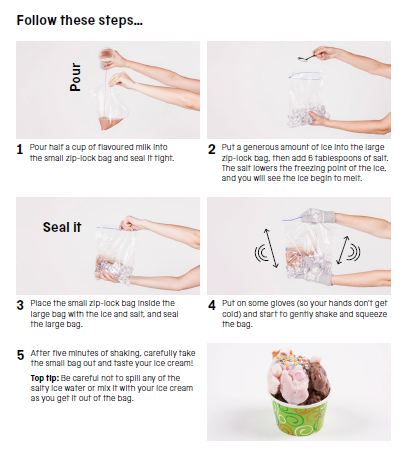 Follow these steps...
Pour
1 Pour half a cup of flavoured milk into
the small zip-lock bag and seal it tight.
2 Put a generous amount of ice into the large
zip-lock bag, then add 6 tablespoons of salt.
The salt lowers the freezing point of the ice,
and you will see the ice begin to melt.
Seal it
3 Place the small zip-lock bag inside the
large bag with the ice and salt, and seal
the large bag.
4 Put on some gloves (so your hands don't get
cold) and start to gently shake and squeeze
the bag.
5 After five minutes of shaking, carefully take
the small bag out and taste your ice cream!
Top tip: Be careful not to spill any of the
salty ice water or mix it with your ice cream
as you get it out of the bag.